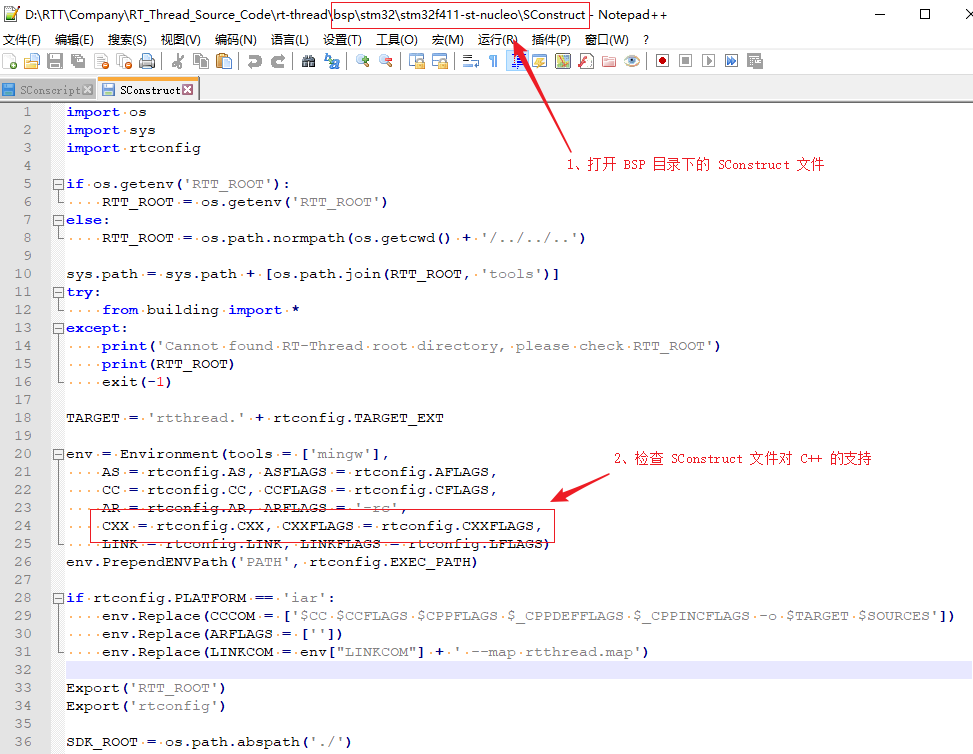 D:\RTT\Company\RT_Thread_Source_Code\rt-thread\bsp\stm32\stm32f411-st-nucleo\SConstruct - Notepad++
文件(F) 编辑(E) 搜索(S) 视图(V) 编码(N) 语言(L) 设置(T) 工具(O) 宏(M) 运行(R) 插件(P) 窗口(W) ?
SConscript SConstruct
1 import os
2 import sys
3 import rtconfig
1、打开 BSP 目录下的 SConstruct 文件
4
5 if os.getenv('RTT_ROOT'):
6 RTT_ROOT = os.getenv('RTT_ROOT')
7 else:
8 RTT_ROOT = os.path.normpath(os.getcwd() + '/../../..')
9
10 sys.path = sys.path + [os.path.join(RTT_ROOT, 'tools')]
11 try:
12 from building import *
13 except:
14 print('Cannot found RT-Thread root directory, please check RTT_ROOT')
15 print(RTT_ROOT)
16 exit(-1)
17
18 TARGET = 'rtthread.' + rtconfig.TARGET_EXT
19
20 env = Environment(tools = ['mingw'],
2、检查 SConstruct 文件对 C++ 的支持
21 AS = rtconfig.AS, ASFLAGS = rtconfig.AFLAGS,
22 CC = rtconfig.CC, CCFLAGS = rtconfig.CFLAGS,
23 AR = rtconfig.AR, ARFLAGS = '-rc',
24 CXX = rtconfig.CXX, CXXFLAGS = rtconfig.CXXFLAGS,
25 LINK = rtconfig.LINK, LINKFLAGS = rtconfig.LFLAGS)
26 env.PrependENVPath('PATH', rtconfig.EXEC_PATH)
27
28 if rtconfig.PLATFORM == 'iar':
29 env.Replace(CCCOM = ['$CC $CCFLAGS $CPPFLAGS $_CPPDEFFLAGS $_CPPINCFLAGS -o $TARGET $SOURCES'])
30 env.Replace(ARFLAGS = [''])
31 env.Replace(LINKCOM = env["LINKCOM"] + ' --map rtthread.map')
32
33 Export('RTT_ROOT')
34 Export('rtconfig')
35
36 SDK_ROOT = os.path.abspath('./')